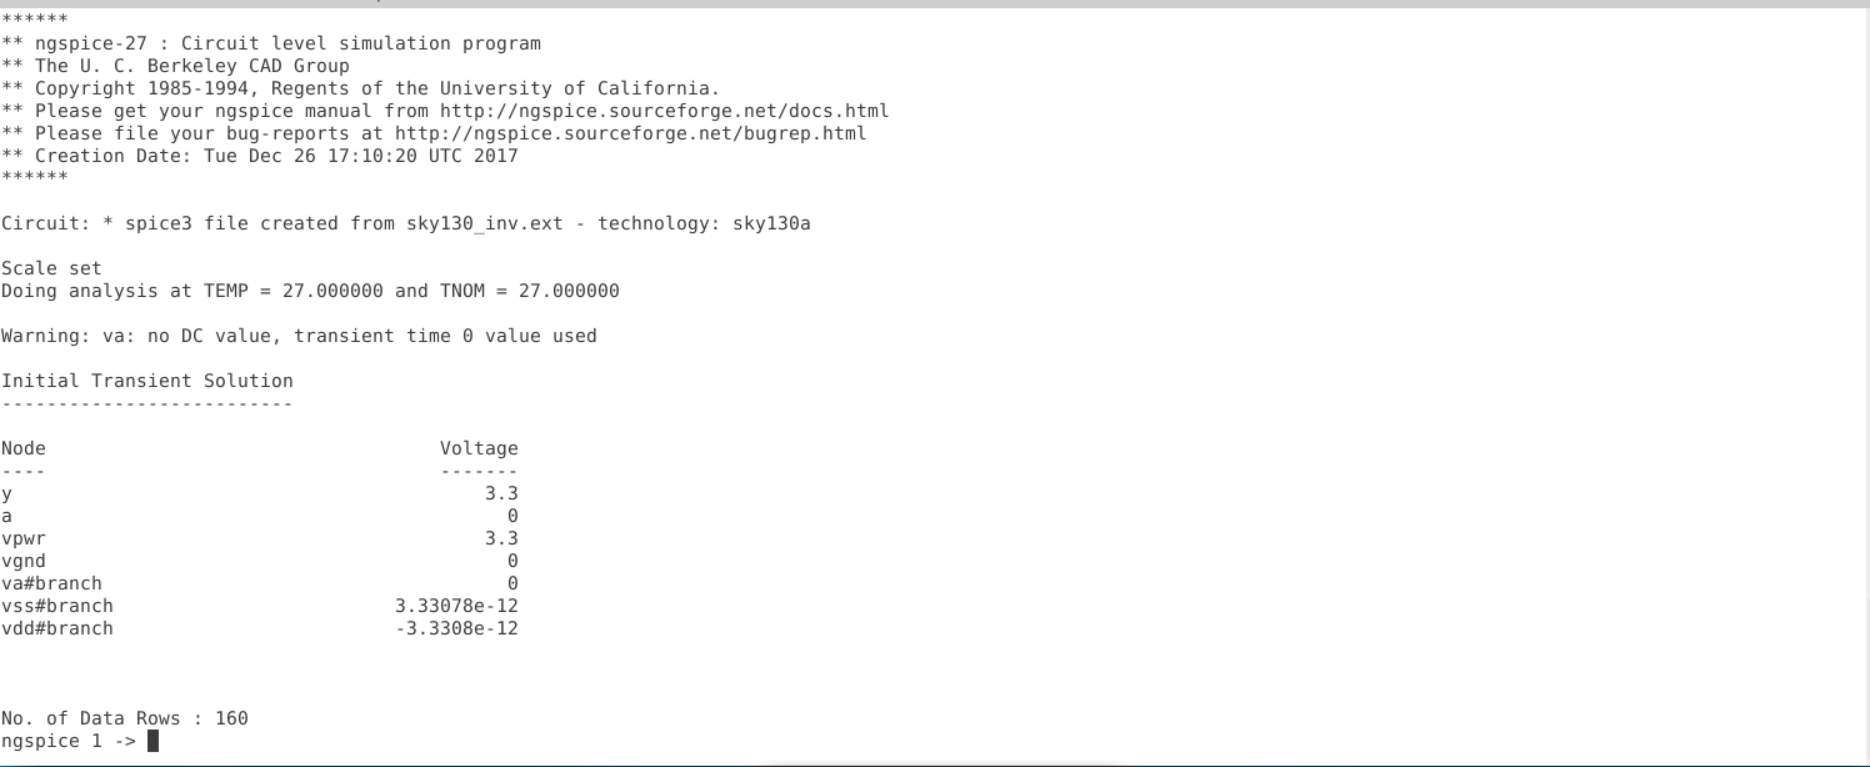 ******
** ngspice-27 : Circuit level simulation program
** The U. C. Berkeley CAD Group
** Copyright 1985-1994, Regents of the University of California.
** Please get your ngspice manual from http://ngspice.sourceforge.net/docs.html
** Please file your bug-reports at http://ngspice.sourceforge.net/bugrep.html
** Creation Date: Tue Dec 26 17:10:20 UTC 2017
******
Circuit: * spice3 file created from sky130_inv.ext - technology: sky130a
Scale set
Doing analysis at TEMP = 27.000000 and TNOM = 27.000000
Warning: va: no DC value, transient time 0 value used
Initial Transient Solution
--------------------------
Node Voltage
---- -------
y 3.3
a 0
vpwr 3.3
vgnd 0
va#branch 0
vss#branch 3.33078e-12
vdd#branch -3.3308e-12
No. of Data Rows : 160
ngspice 1 ->